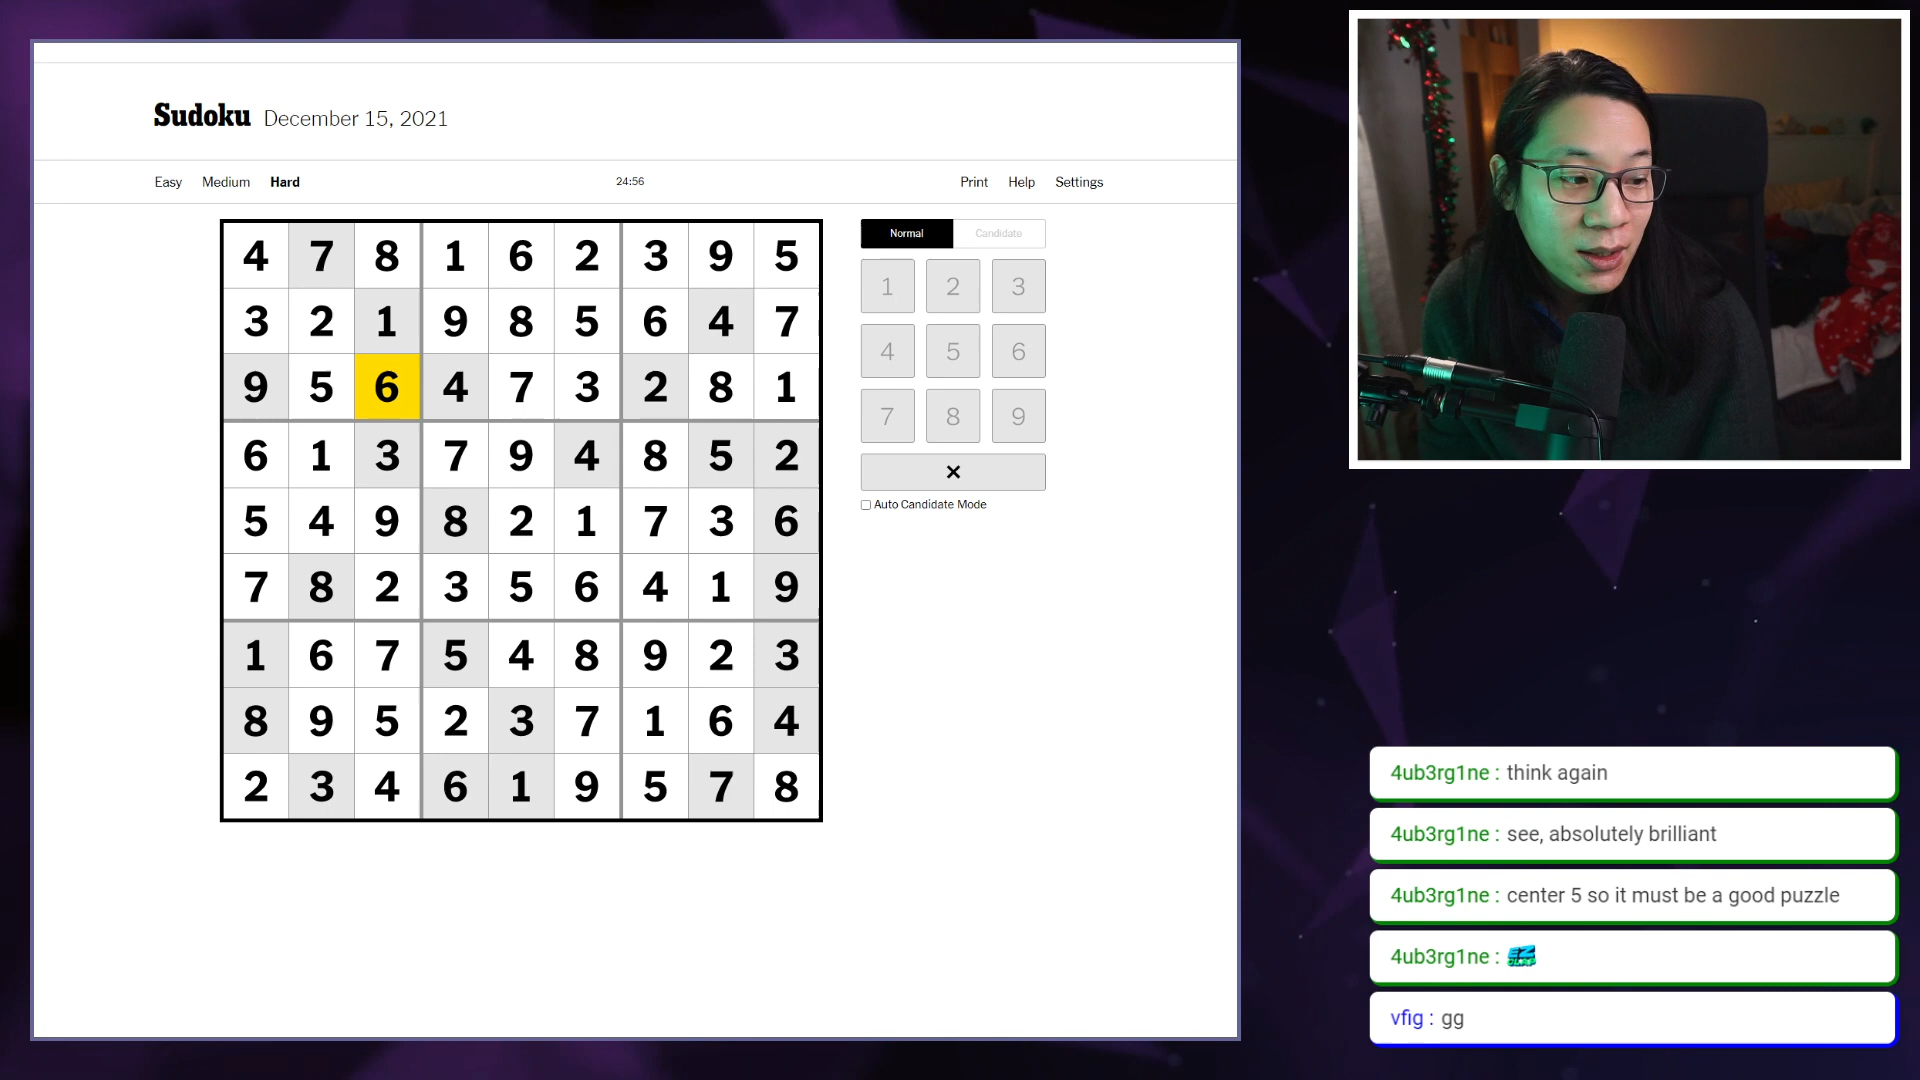 Sudoku December 15, 2021
Easy Medium Hard 24:56 Print Help Settings
4 7 8 1 6 2 3 9 5
3 2 1 9 8 5 6 4 7
9 5 6 4 7 3 2 8 1
6 1 3 7 9 4 8 5 2
5 4 9 8 2 1 7 3 6
7 8 2 3 5 6 4 1 9
1 6 7 5 4 8 9 2 3
8 9 5 2 3 7 1 6 4
2 3 4 6 1 9 5 7 8
Normal Candidate
1 2 3
4 5 6
7 8 9
×
Auto Candidate Mode
4ub3rg1ne : think again
4ub3rg1ne : see, absolutely brilliant
4ub3rg1ne : center 5 so it must be a good puzzle
4ub3rg1ne : EZ
vfig : gg